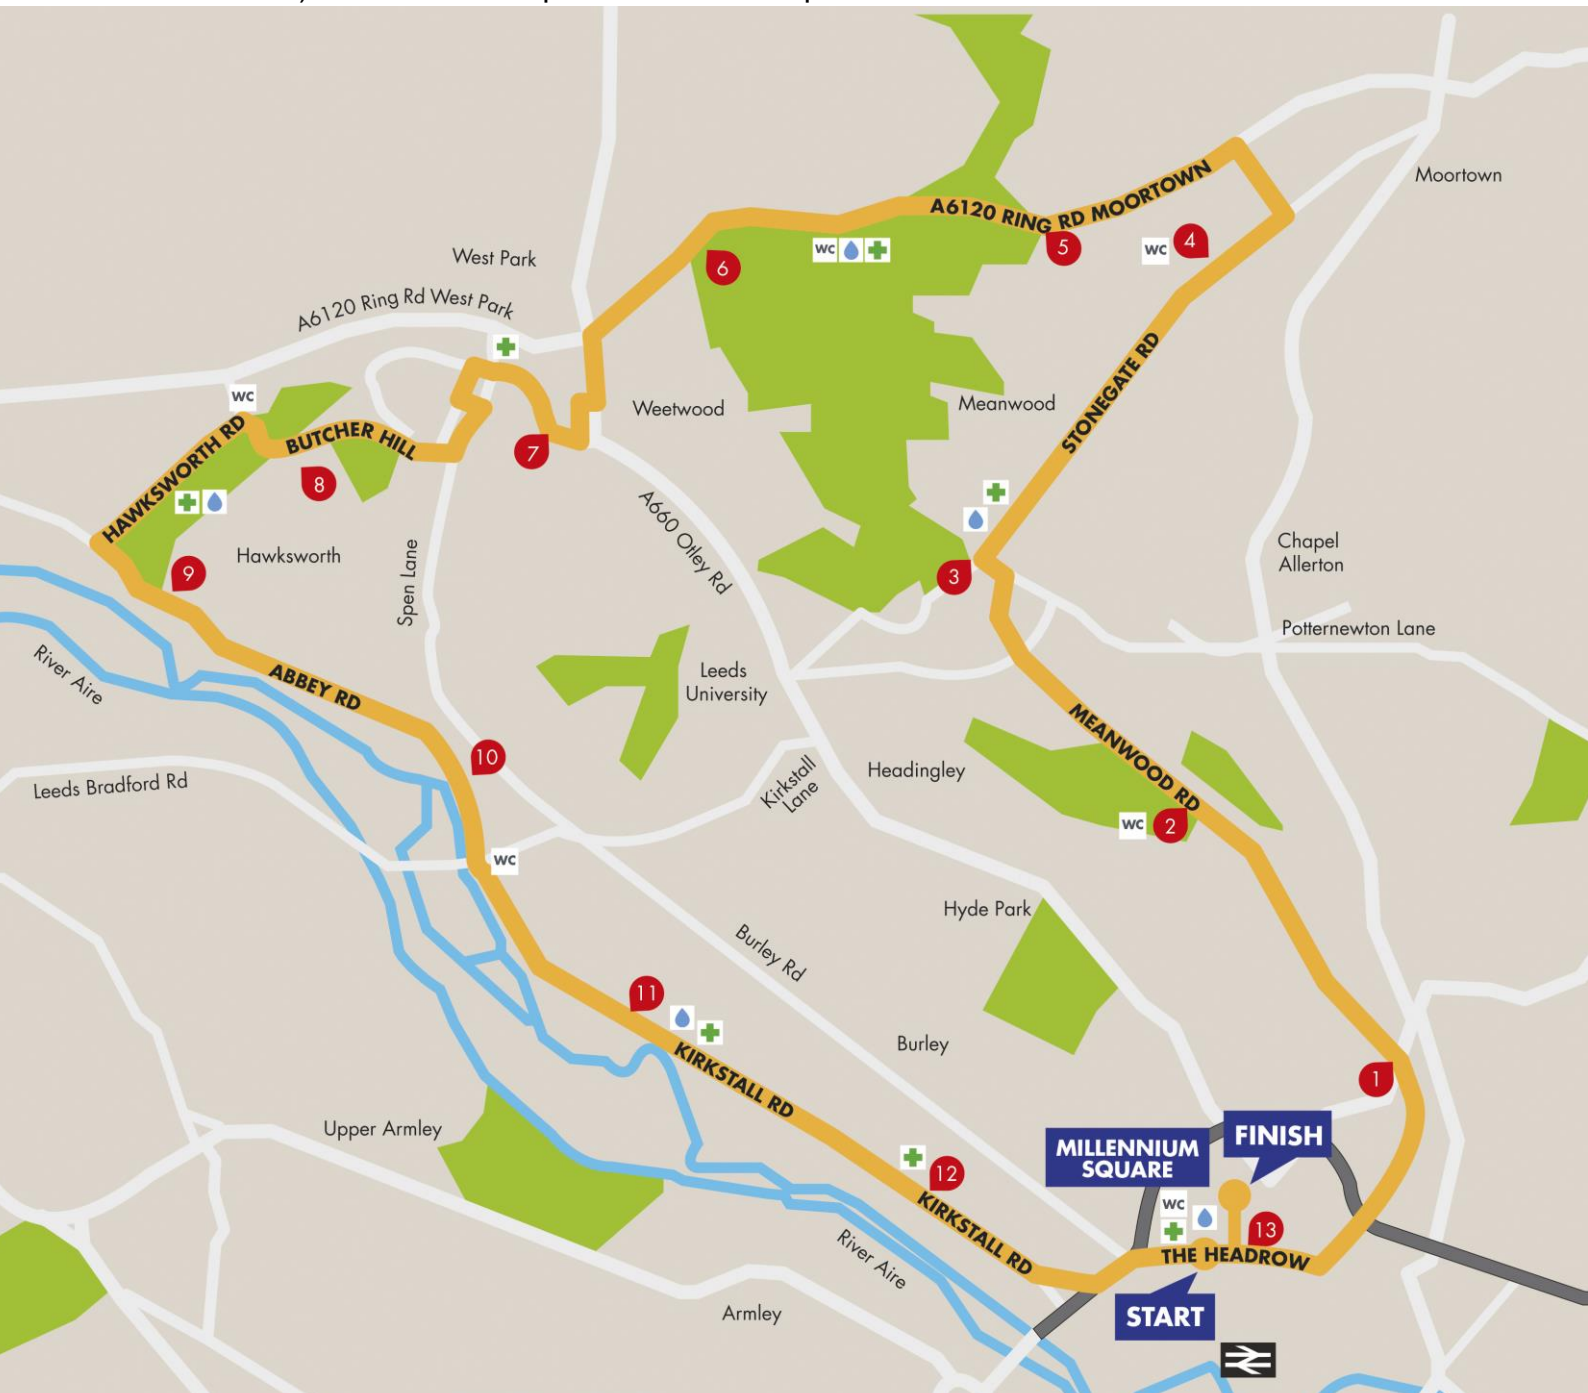 Moortown
A6120 RING RD MOORTOWN
wc
4
5
wc
6
West Park
A6120 Ring Rd West Park
STONEGATE RD
wc
Weetwood
Meanwood
HAWKSWORTH RD
BUTCHER HILL
7
8
A660 Otley Rd
Hawksworth
Spen Lane
9
3
Chapel
Allerton
Potternewton Lane
River Aire
ABBEY RD
Leeds
University
MEANWOOD RD
10
Leeds Bradford Rd
Kirkstall
Lane
Headingley
wc
2
wc
Hyde Park
Burley Rd
11
Burley
KIRKSTALL RD
1
Upper Armley
MILLENNIUM
SQUARE
FINISH
12
KIRKSTALL RD
wc
13
THE HEADROW
River Aire
START
Armley